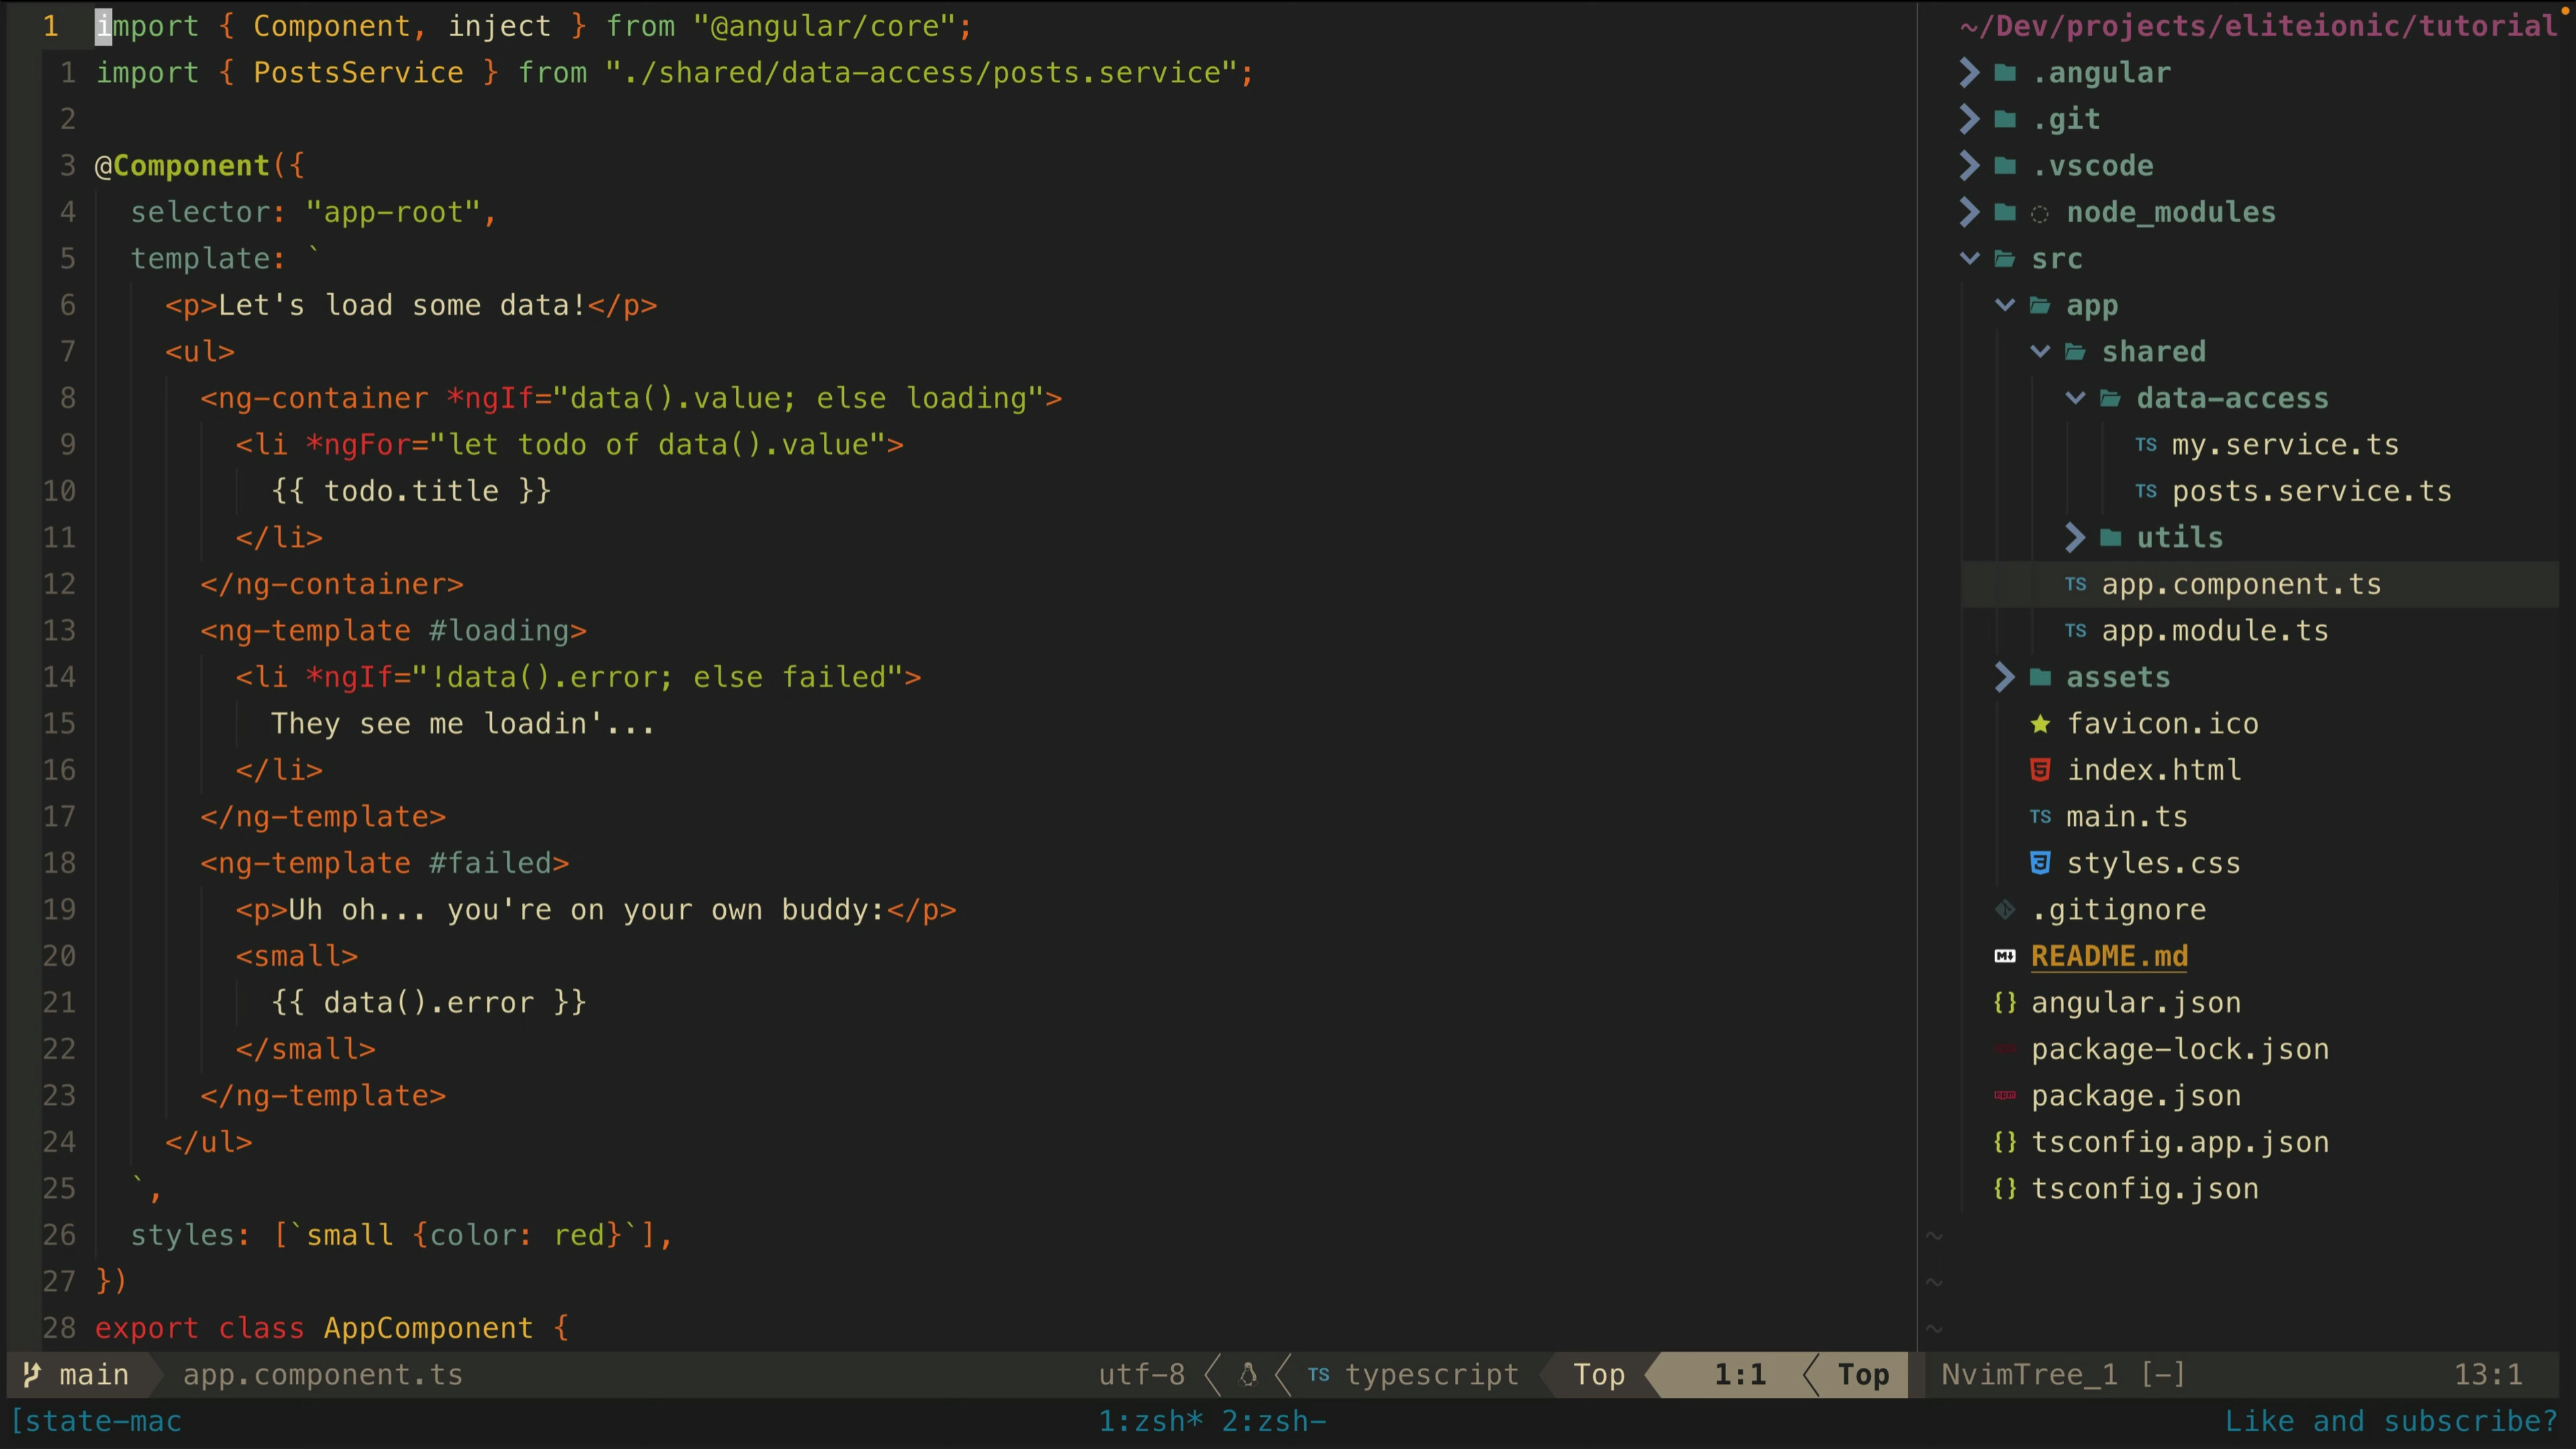 1 import { Component, inject } from "@angular/core";
1 import { PostsService } from "./shared/data-access/posts.service";
2
3 @Component({
4   selector: "app-root",
5   template: `
6     <p>Let's load some data!</p>
7     <ul>
8       <ng-container *ngIf="data().value; else loading">
9         <li *ngFor="let todo of data().value">
10           {{ todo.title }}
11         </li>
12       </ng-container>
13       <ng-template #loading>
14         <li *ngIf="!data().error; else failed">
15           They see me loadin'...
16         </li>
17       </ng-template>
18       <ng-template #failed>
19         <p>Uh oh... you're on your own buddy:</p>
20         <small>
21           {{ data().error }}
22         </small>
23       </ng-template>
24     </ul>
25   `,
26   styles: [`small {color: red}`],
27 })
28 export class AppComponent {
~/Dev/projects/eliteionic/tutorial
.angular
.git
.vscode
node_modules
src
app
shared
data-access
TS my.service.ts
TS posts.service.ts
utils
TS app.component.ts
TS app.module.ts
assets
favicon.ico
index.html
TS main.ts
styles.css
.gitignore
README.md
{} angular.json
package-lock.json
package.json
{} tsconfig.app.json
{} tsconfig.json
~
~
~
main app.component.ts utf-8 TS typescript Top 1:1 Top
NvimTree_1 [-] 13:1
[state-mac 1:zsh* 2:zsh- Like and subscribe?